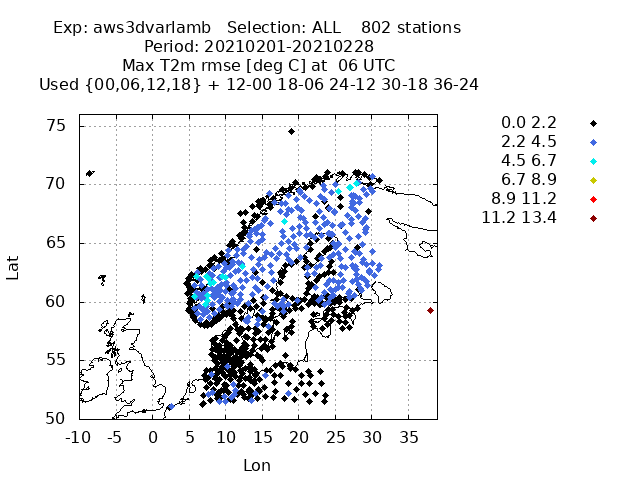 Exp: aws3dvarlamb   Selection: ALL    802 stations
Period: 20210201-20210228
Max T2m rmse [deg C] at  06 UTC
Used {00,06,12,18} + 12-00 18-06 24-12 30-18 36-24
0.0 2.2
2.2 4.5
4.5 6.7
6.7 8.9
8.9 11.2
11.2 13.4
75
70
65
60
55
50
Lat
-10 -5 0 5 10 15 20 25 30 35
Lon